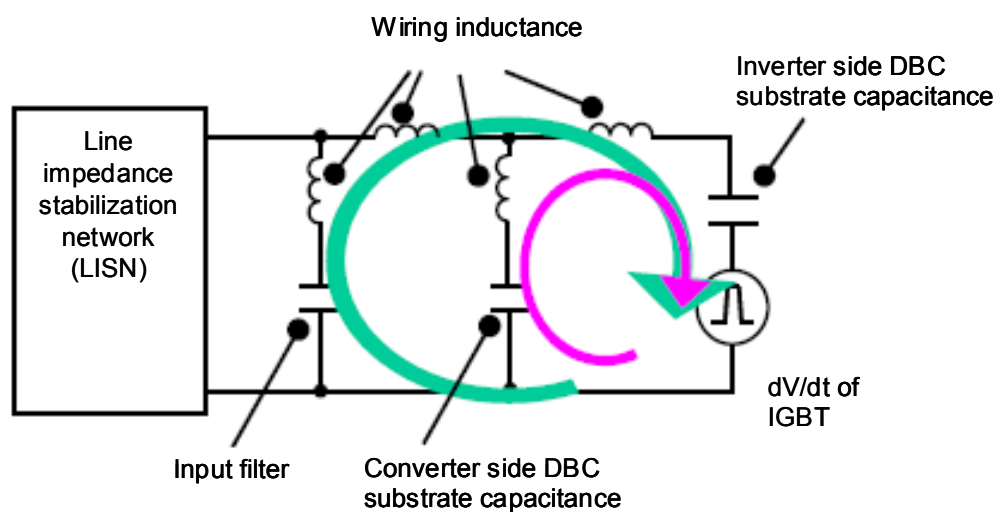 Wiring inductance
Inverter side DBC
substrate capacitance
Line
impedance
stabilization
network
(LISN)
dV/dt of
IGBT
Input filter
Converter side DBC
substrate capacitance